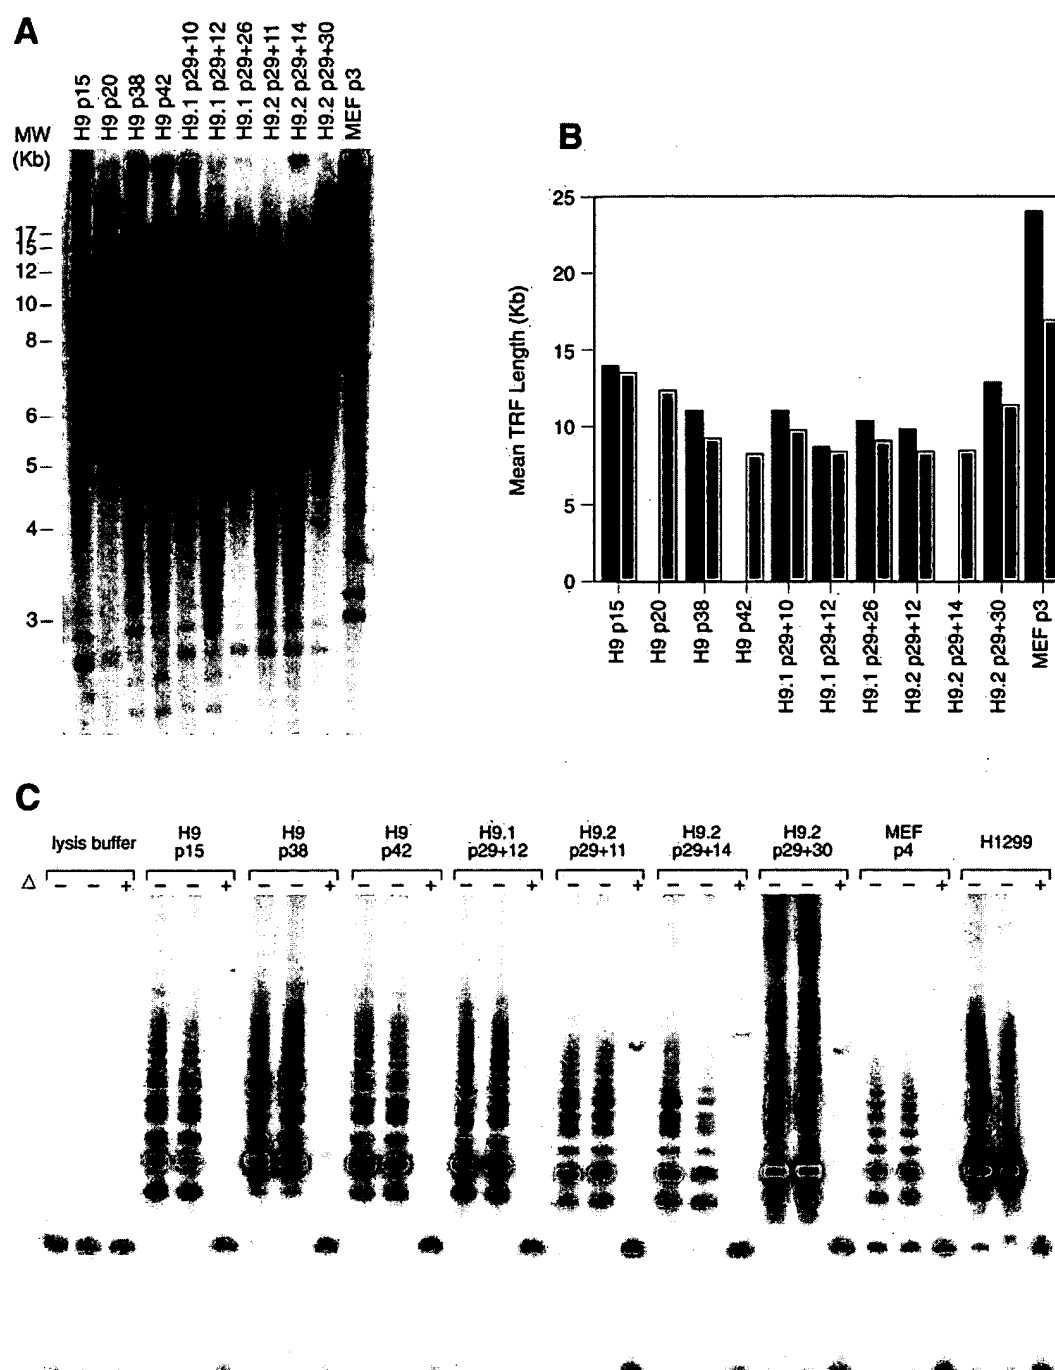 A
H9 p15
H9 p20
H9 p38
H9 p42
H9.1 p29+10
H9.1 p29+12
H9.1 p29+26
H9.2 p29+11
H9.2 p29+14
H9.2 p29+30
MEF p3
MW
(Kb)
17
15
12
10
8
6
5
4
3
B
Mean TRF Length (Kb)
25
20
15
10
5
0
H9 p15
H9 p20
H9 p38
H9 p42
H9.1 p29+10
H9.1 p29+12
H9.1 p29+26
H9.2 p29+12
H9.2 p29+14
H9.2 p29+30
MEF p3
C
lysis buffer
H9
p15
H9
p38
H9
p42
H9.1
p29+12
H9.2
p29+11
H9.2
p29+14
H9.2
p29+30
MEF
p4
H1299
Δ − − + − − + − − + − − + − − + − − + − − + − − + − − + − − +